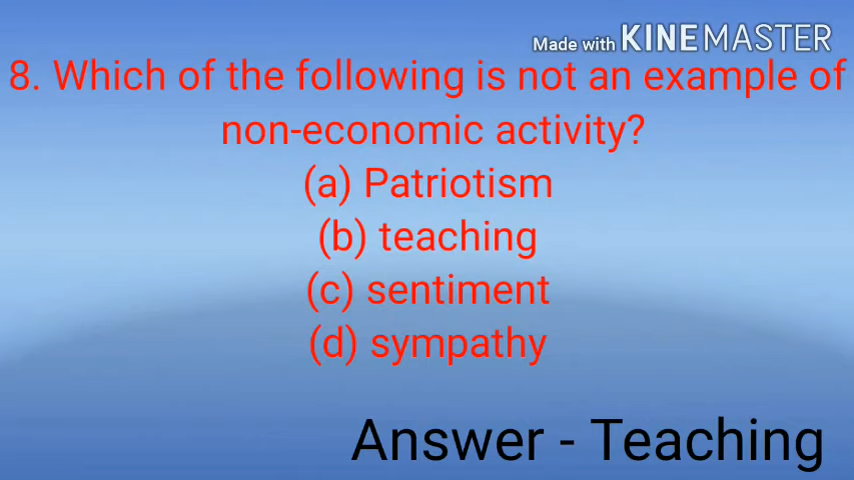 Made with KINEMASTER
8. Which of the following is not an example of
non-economic activity?
(a) Patriotism
(b) teaching
(c) sentiment
(d) sympathy
Answer - Teaching